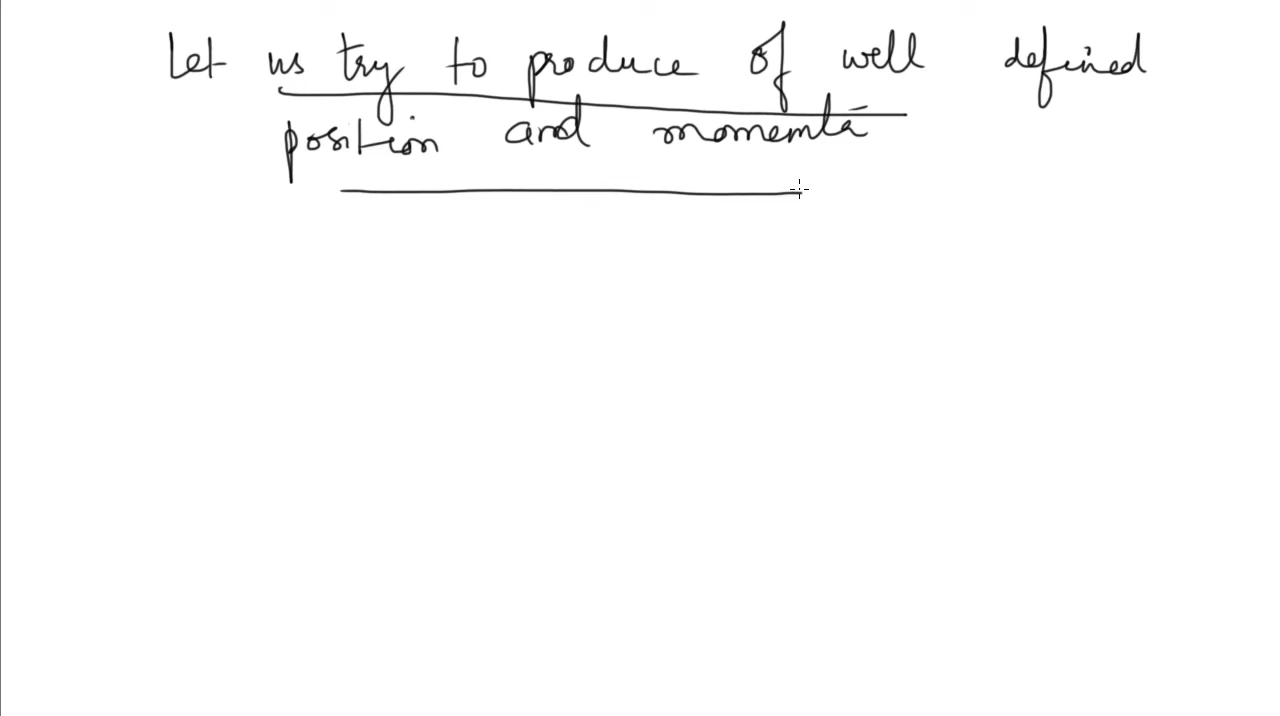 Let us try to produce of well defined
position and momenta